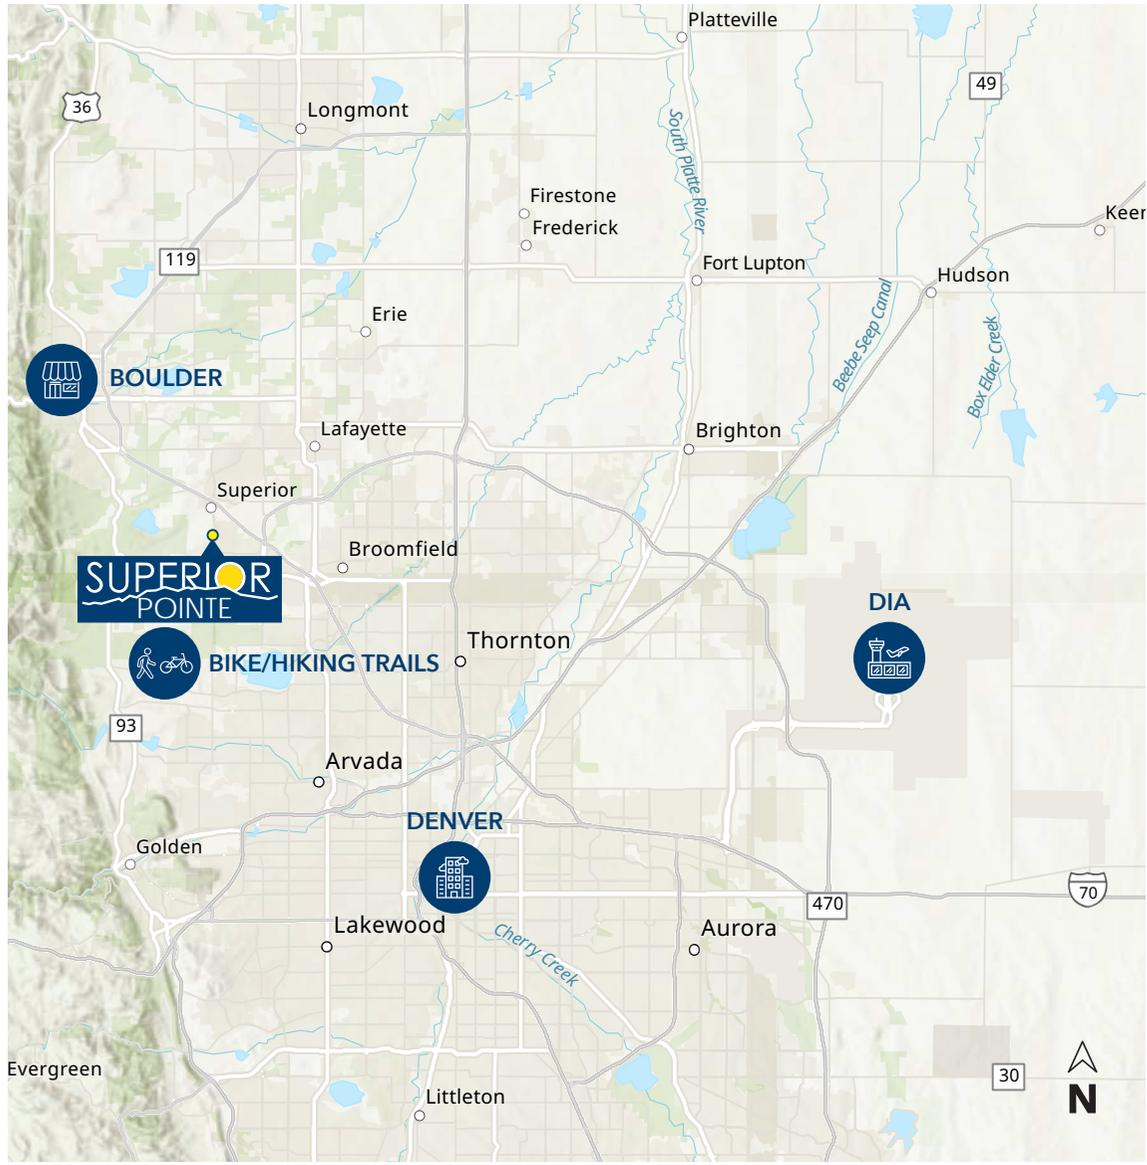 Platteville
36
49
Longmont
South Platte River
Firestone
Frederick
Keer
119
Fort Lupton
Hudson
Erie
Beebe Seep Canal
Box Elder Creek
BOULDER
Lafayette
Brighton
Superior
Broomfield
SUPERIOR
POINTE
DIA
Thornton
BIKE/HIKING TRAILS
93
Arvada
DENVER
Golden
70
470
Lakewood
Aurora
Cherry Creek
Evergreen
30
Littleton
N